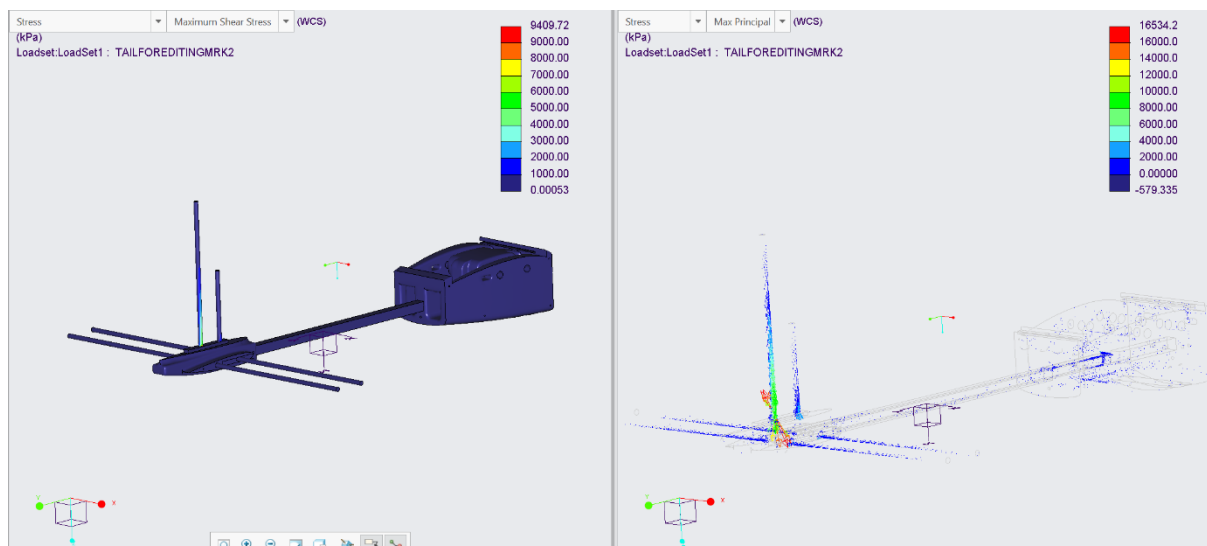 Stress Maximum Shear Stress (WCS)
(kPa)
Loadset:LoadSet1 : TAILFOREDITINGMRK2
9409.72
9000.00
8000.00
7000.00
6000.00
5000.00
4000.00
3000.00
2000.00
1000.00
0.00053
X
Y
Stress Max Principal (WCS)
(kPa)
Loadset:LoadSet1 : TAILFOREDITINGMRK2
16534.2
16000.0
14000.0
12000.0
10000.0
8000.00
6000.00
4000.00
2000.00
0.00000
-579.335
X
Y